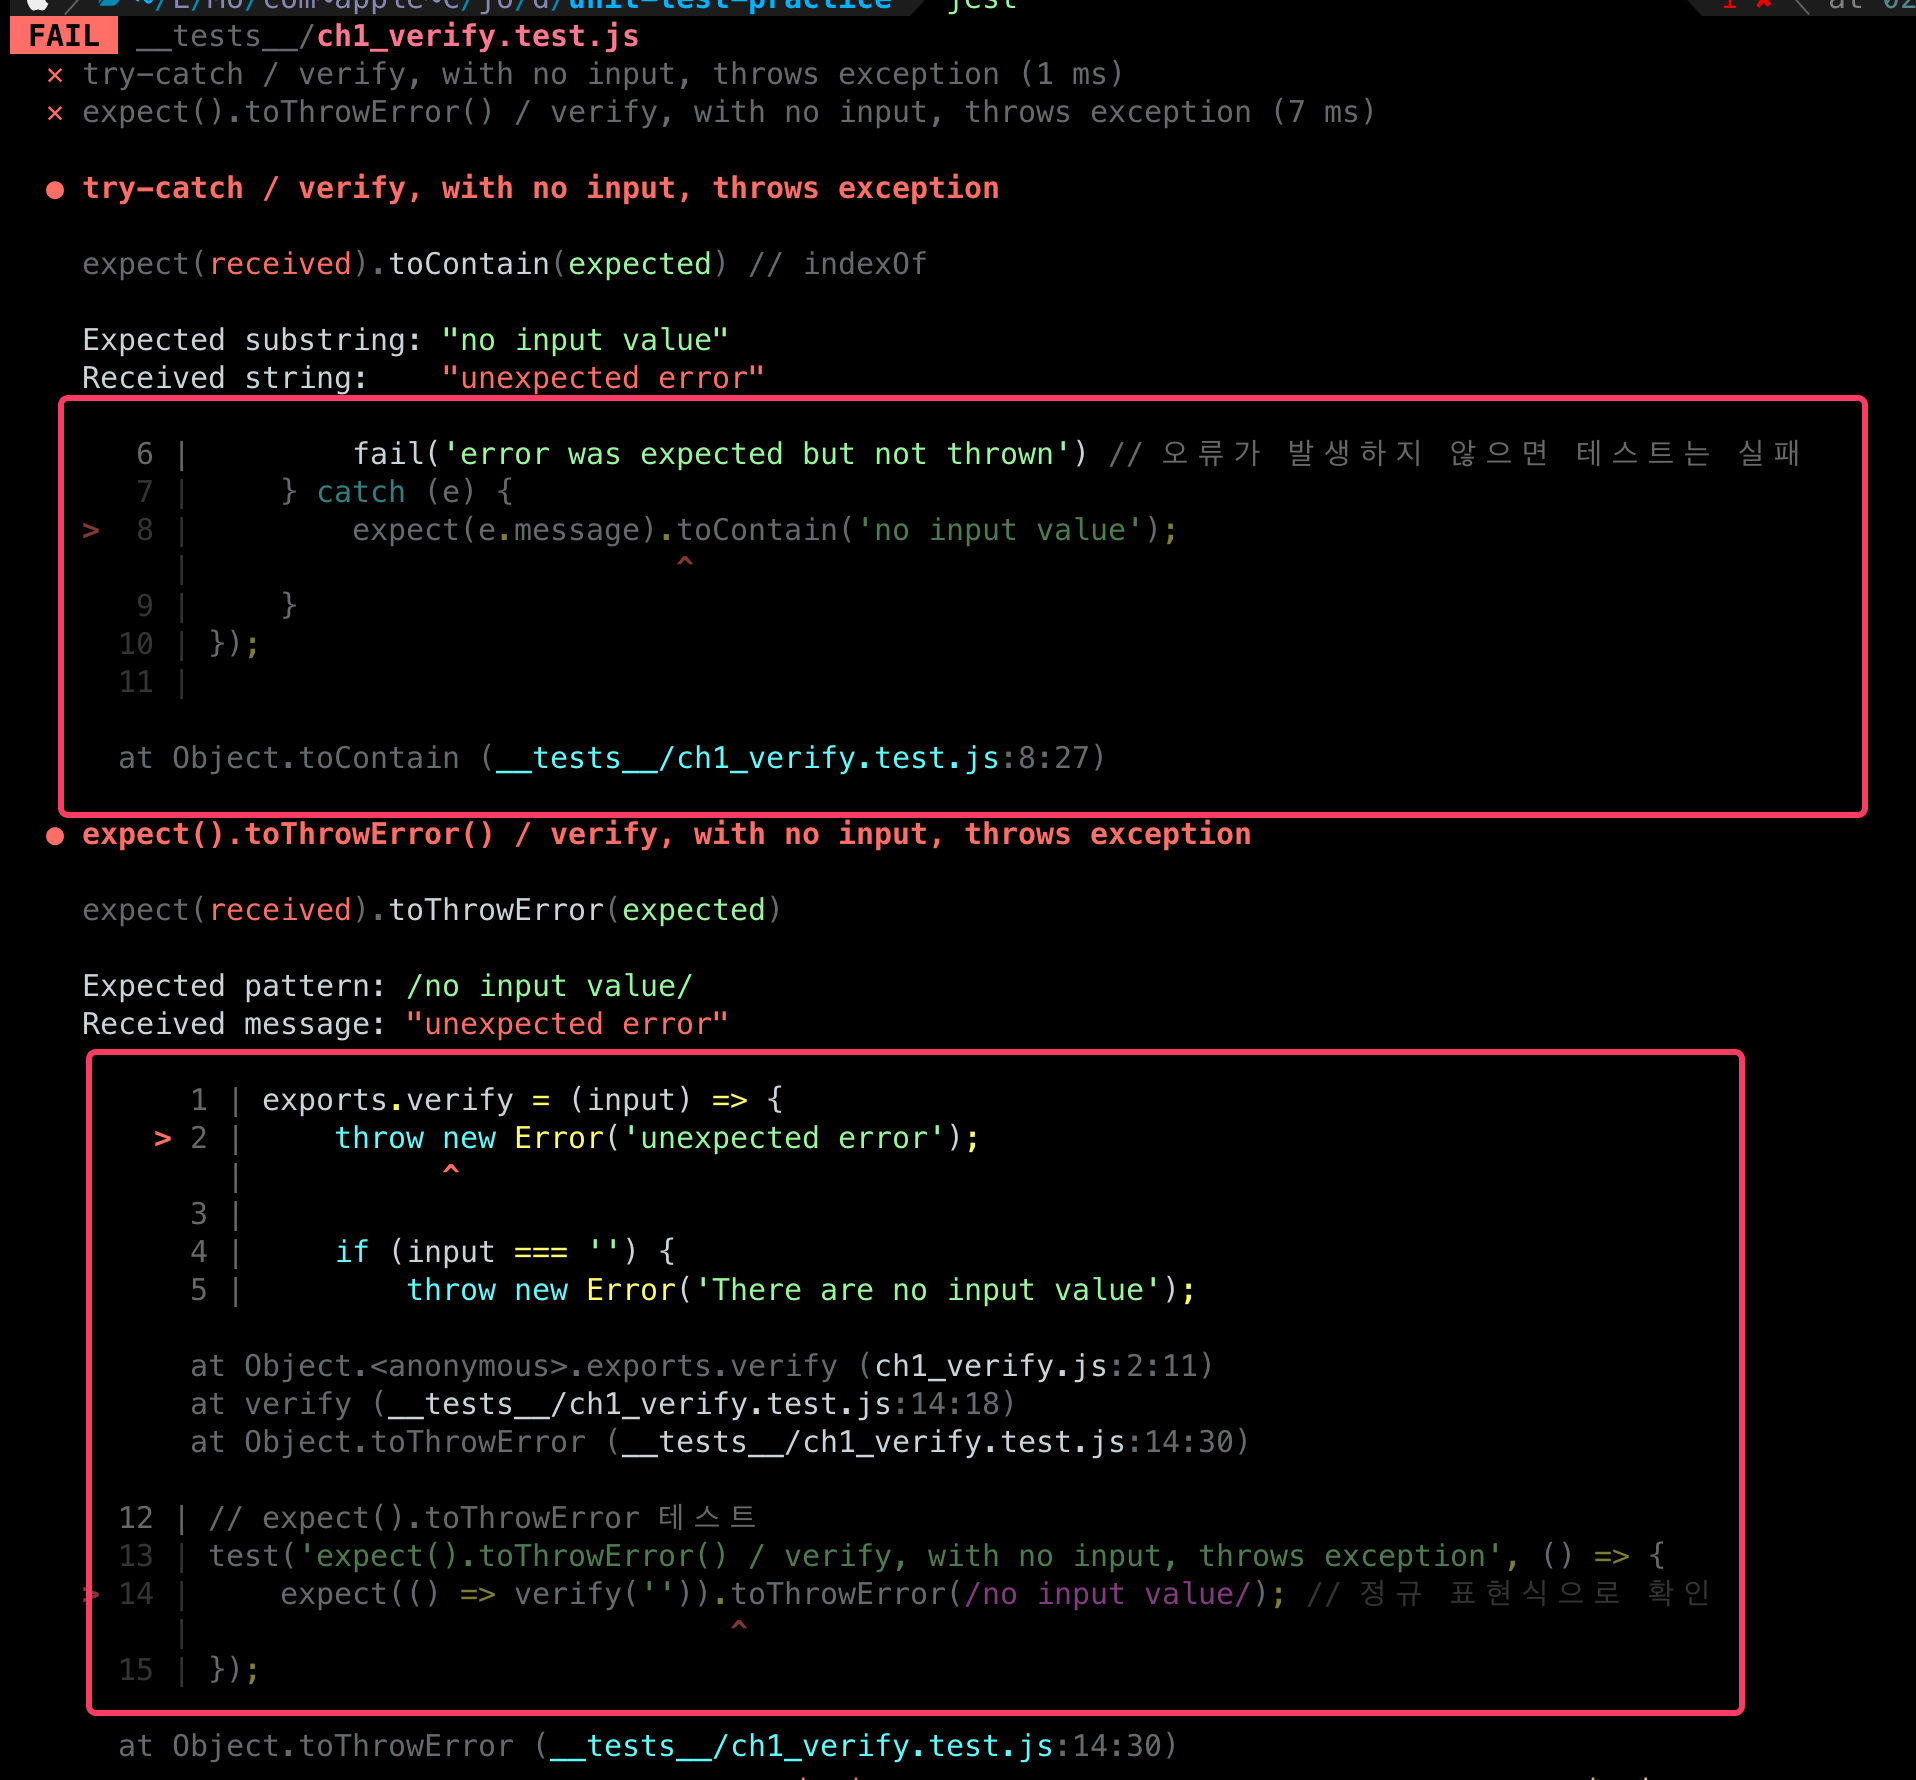 unit-test-practice jest
FAIL __tests__/ch1_verify.test.js
× try-catch / verify, with no input, throws exception (1 ms)
× expect().toThrowError() / verify, with no input, throws exception (7 ms)
● try-catch / verify, with no input, throws exception
expect(received).toContain(expected) // indexOf
Expected substring: "no input value"
Received string:    "unexpected error"
6 |         fail('error was expected but not thrown') // 오류가 발생하지 않으면 테스트는 실패
7 |     } catch (e) {
> 8 |         expect(e.message).toContain('no input value');
|                           ^
9 |     }
10 | });
11 |
at Object.toContain (__tests__/ch1_verify.test.js:8:27)
● expect().toThrowError() / verify, with no input, throws exception
expect(received).toThrowError(expected)
Expected pattern: /no input value/
Received message: "unexpected error"
1 | exports.verify = (input) => {
> 2 |     throw new Error('unexpected error');
|           ^
3 |
4 |     if (input === '') {
5 |         throw new Error('There are no input value');
at Object.<anonymous>.exports.verify (ch1_verify.js:2:11)
at verify (__tests__/ch1_verify.test.js:14:18)
at Object.toThrowError (__tests__/ch1_verify.test.js:14:30)
12 | // expect().toThrowError 테스트
13 | test('expect().toThrowError() / verify, with no input, throws exception', () => {
> 14 |     expect(() => verify('')).toThrowError(/no input value/); // 정규 표현식으로 확인
|                              ^
15 | });
at Object.toThrowError (__tests__/ch1_verify.test.js:14:30)